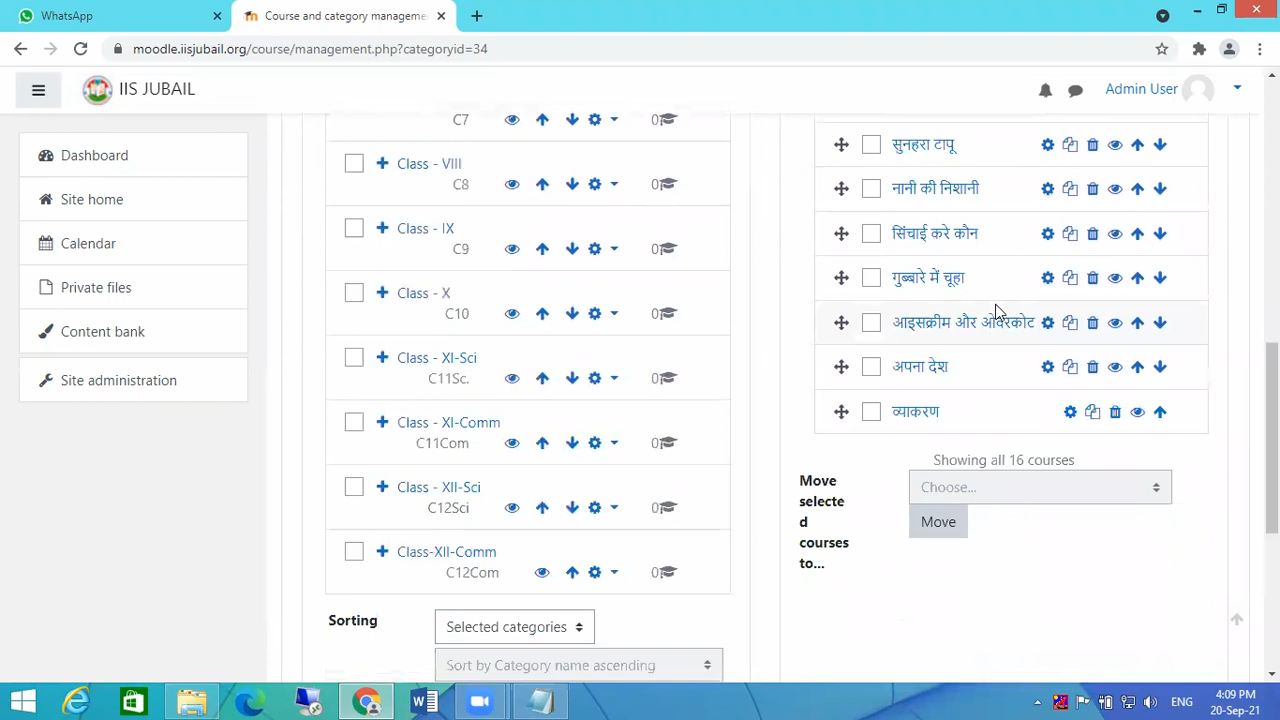 WhatsApp
Course and category manageme
moodle.iisjubail.org/course/management.php?categoryid=34
IIS JUBAIL
Admin User
Dashboard
Site home
Calendar
Private files
Content bank
Site administration
C7
0
Class - VIII
C8
0
Class - IX
C9
0
Class - X
C10
0
Class - XI-Sci
C11Sc.
0
Class - XI-Comm
C11Com
0
Class - XII-Sci
C12Sci
0
Class-XII-Comm
C12Com
0
Sorting
Selected categories
Sort by Category name ascending
सुनहरा टापू
नानी की निशानी
सिंचाई करे कौन
गुब्बारे में चूहा
आइसक्रीम और ओवरकोट
अपना देश
व्याकरण
Showing all 16 courses
Move
selecte
d
courses
to...
Choose...
Move
ENG
4:09 PM
20-Sep-21